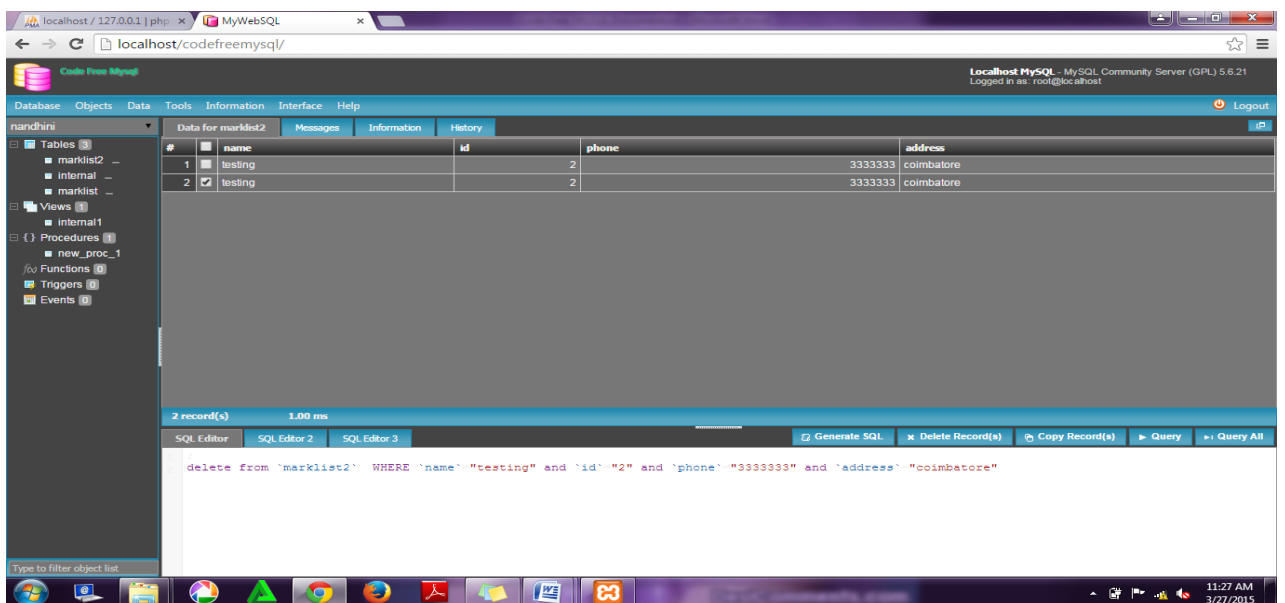 localhost / 127.0.0.1 | php
MyWebSQL
localhost/codefreemysql/
Code Free Mysql
Localhost MySQL - MySQL Community Server (GPL) 5.6.21
Logged in as: root@localhost
Database Objects Data Tools Information Interface Help
Logout
nandhini
Data for marklist2 Messages Information History
Tables 3
marklist2 ...
internal ...
marklist ...
Views 1
internal1
{} Procedures 1
new_proc_1
f(x) Functions 0
Triggers 0
Events 0
# name id phone address
1 testing 2 3333333 coimbatore
2 testing 2 3333333 coimbatore
2 record(s) 1.00 ms
SQL Editor SQL Editor 2 SQL Editor 3
Generate SQL Delete Record(s) Copy Record(s) Query Query All
delete from `marklist2` WHERE `name`="testing" and `id`="2" and `phone`="3333333" and `address`="coimbatore"
Type to filter object list
11:27 AM
3/27/2015